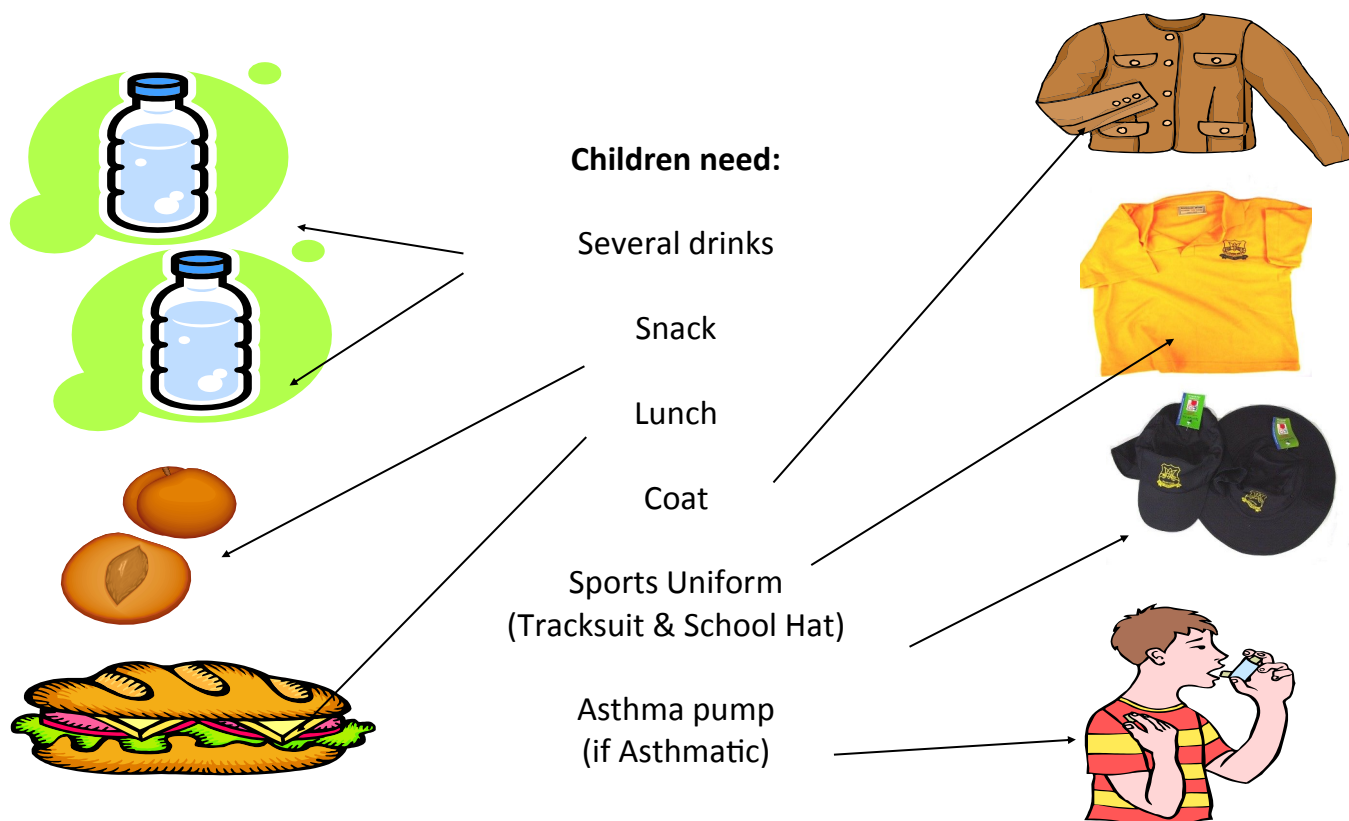 Children need:
Several drinks
Snack
Lunch
Coat
Sports Uniform
(Tracksuit & School Hat)
Asthma pump
(if Asthmatic)